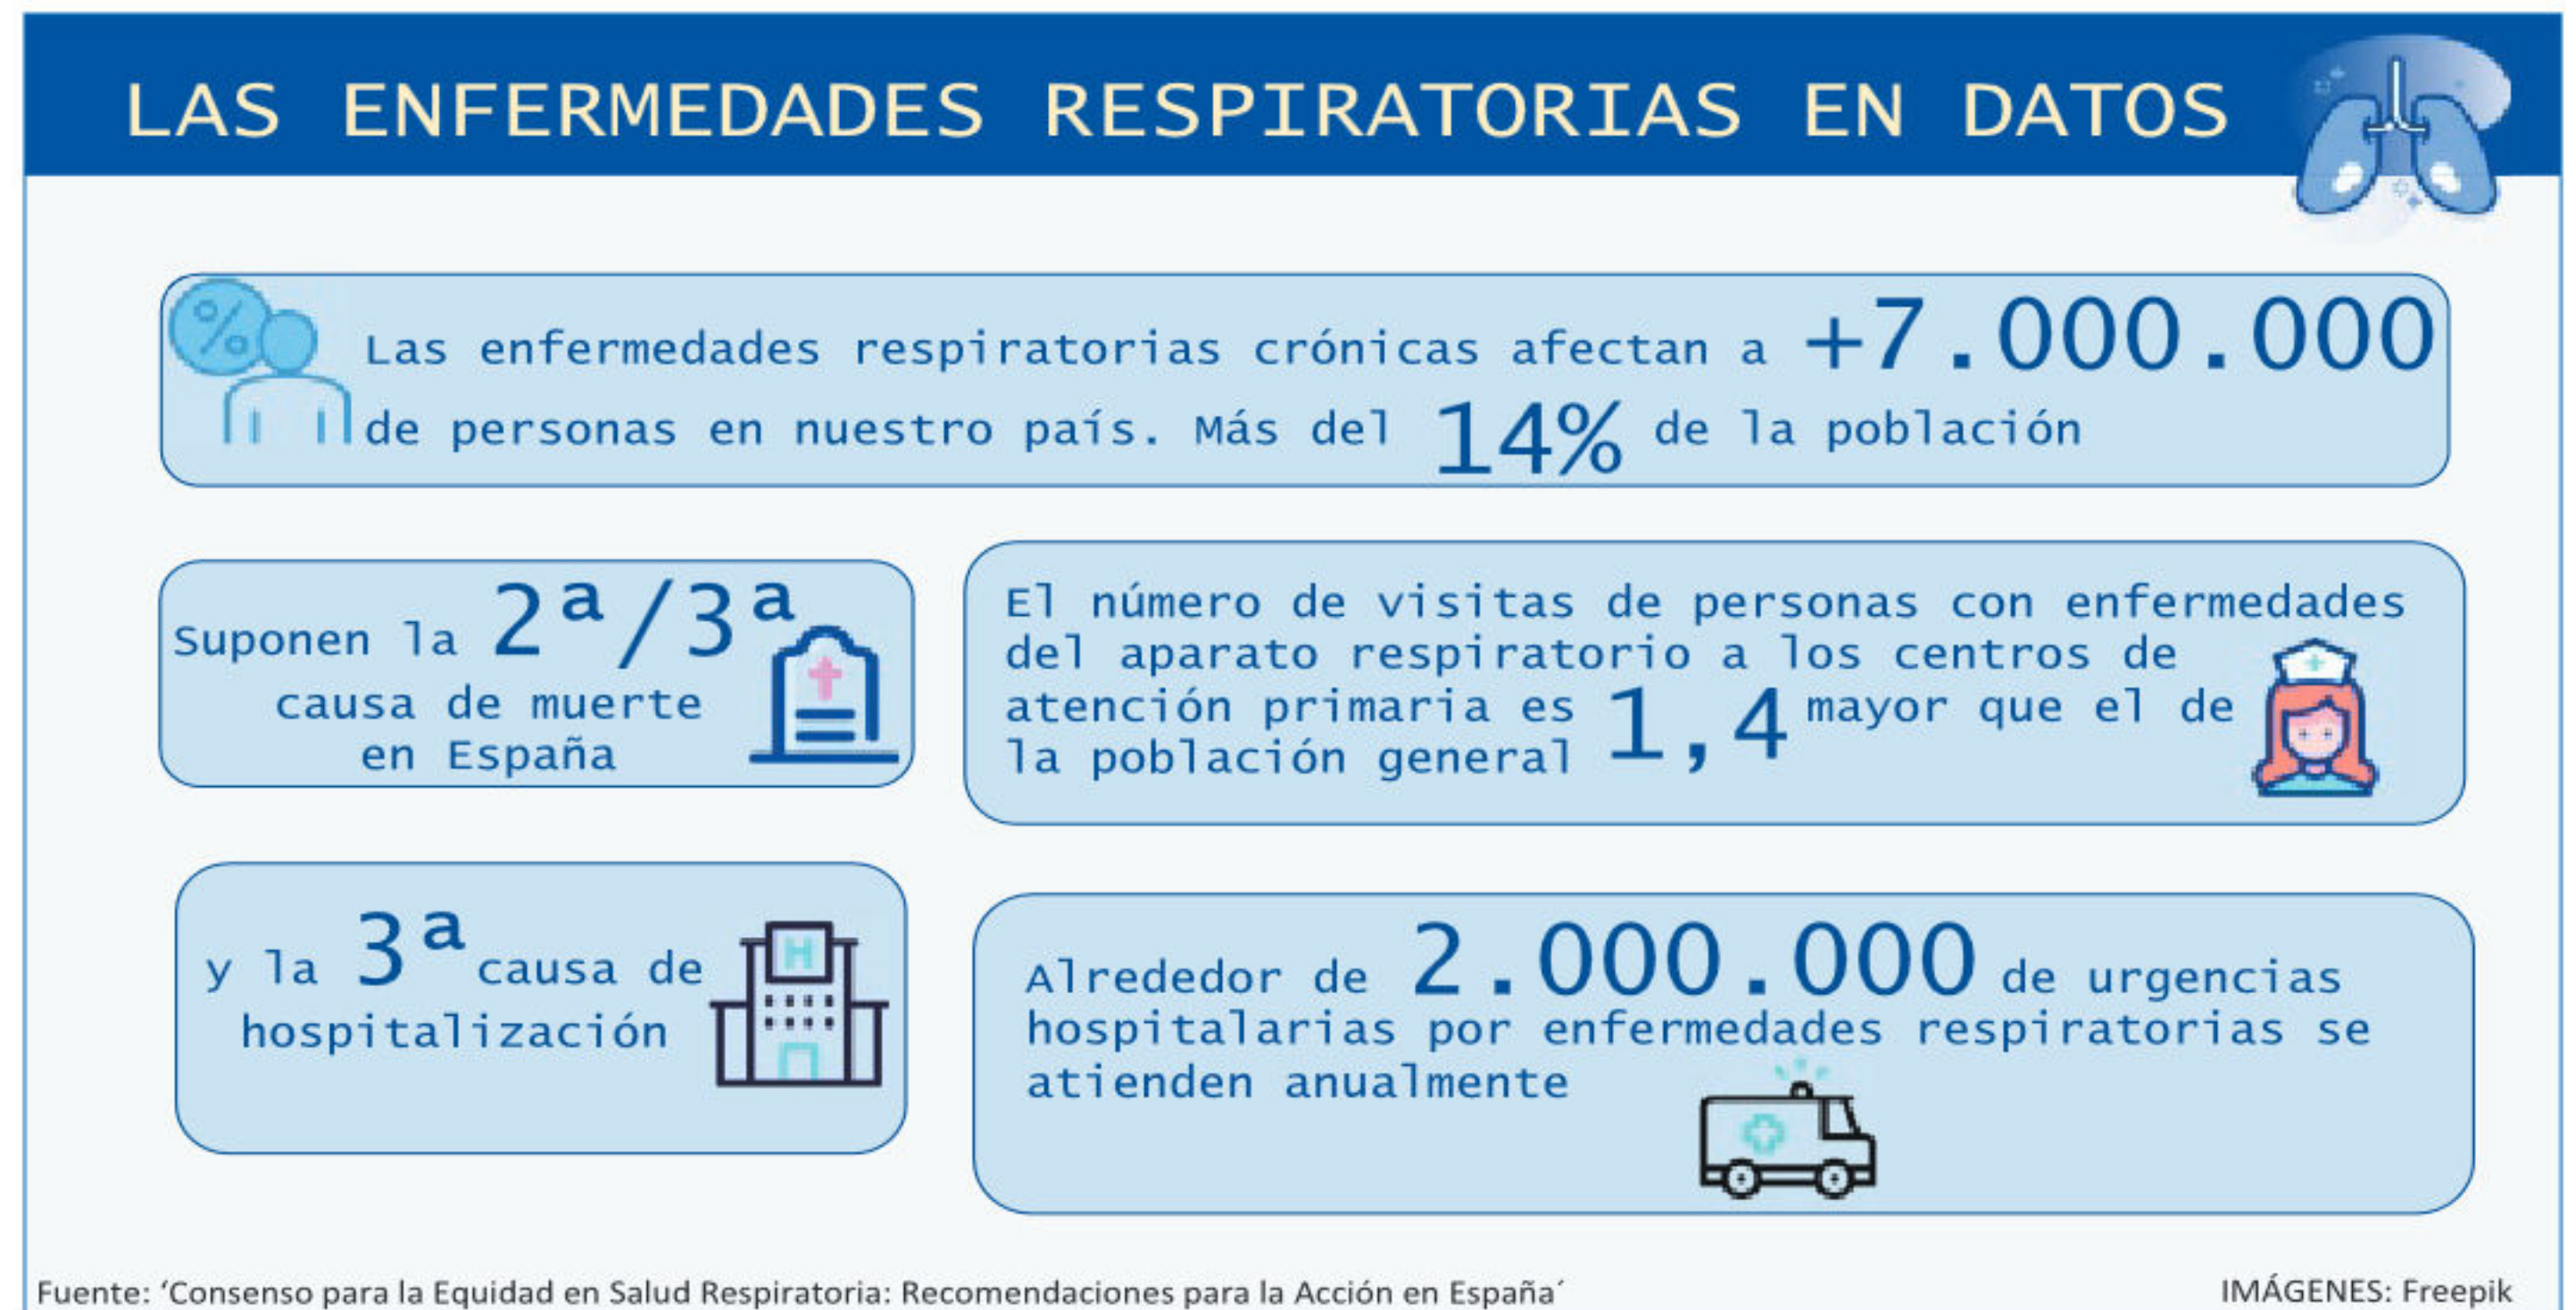 LAS ENFERMEDADES RESPIRATORIAS EN DATOS
Las enfermedades respiratorias crónicas afectan a +7.000.000
de personas en nuestro país. Más del 14% de la población
Suponen la 2ª/3ª
causa de muerte
en España
El número de visitas de personas con enfermedades
del aparato respiratorio a los centros de
atención primaria es 1,4 mayor que el de
la población general
y la 3ª causa de
hospitalización
H
Alrededor de 2.000.000 de urgencias
hospitalarias por enfermedades respiratorias se
atienden anualmente
Fuente: ‘Consenso para la Equidad en Salud Respiratoria: Recomendaciones para la Acción en España´
IMÁGENES: Freepik